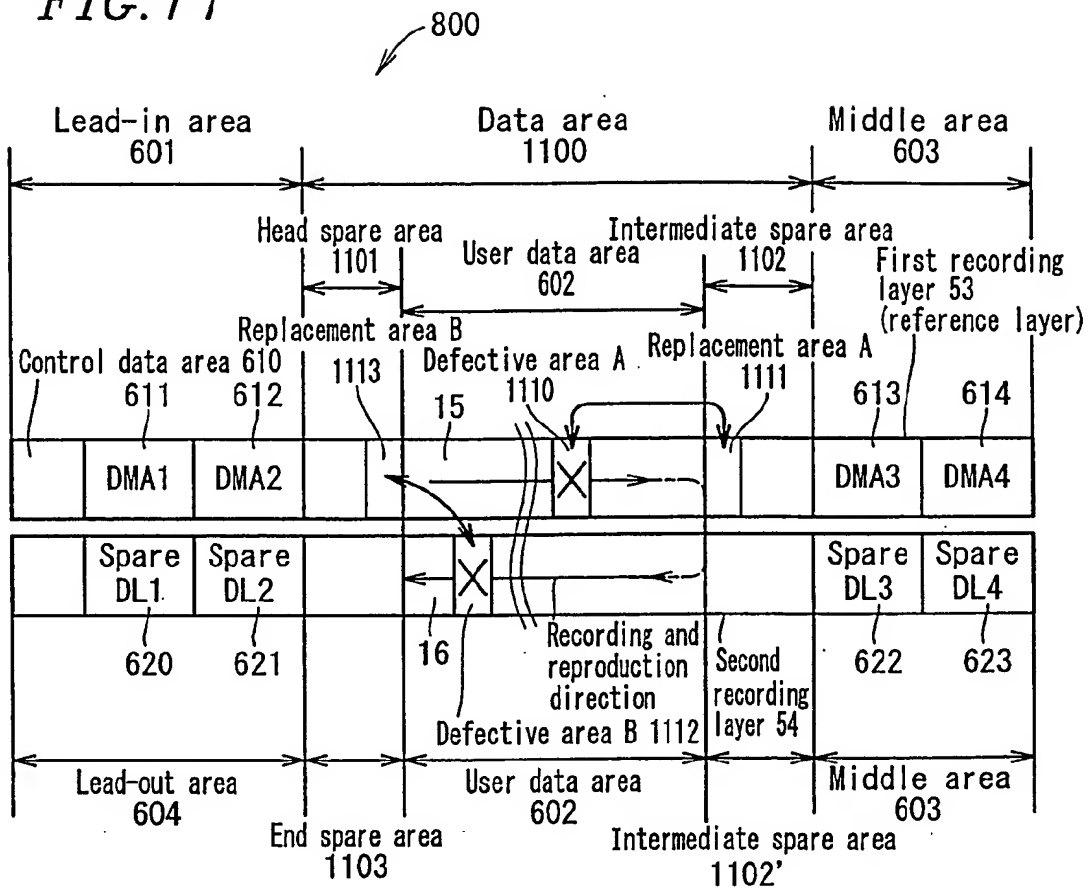 FIG. 11
800
Lead-in area
601
Data area
1100
Middle area
603
Head spare area
1101
User data area
602
Intermediate spare area
1102
First recording
layer 53
(reference layer)
Replacement area B
1113
Defective area A
1110
Replacement area A
1111
Control data area 610
611
612
15
613
614
DMA1
DMA2
DMA3
DMA4
Spare
DL1
Spare
DL2
Spare
DL3
Spare
DL4
620
621
16
Recording and
reproduction
direction
Second
recording
layer 54
622
623
Defective area B 1112
Lead-out area
604
User data area
602
Middle area
603
End spare area
1103
Intermediate spare area
1102'